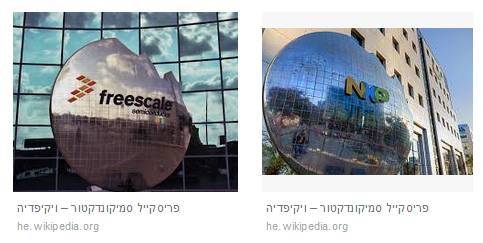 freescale
semiconductor
NXP
פריסקייל סמיקונדקטור – ויקיפדיה
he.wikipedia.org
פריסקייל סמיקונדקטור – ויקיפדיה
he.wikipedia.org